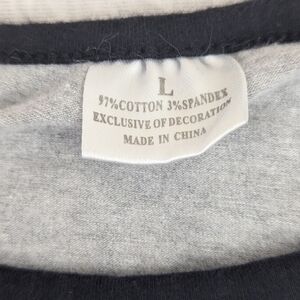 L
97%COTTON 3%SPANDEX
EXCLUSIVE OF DECORATION
MADE IN CHINA